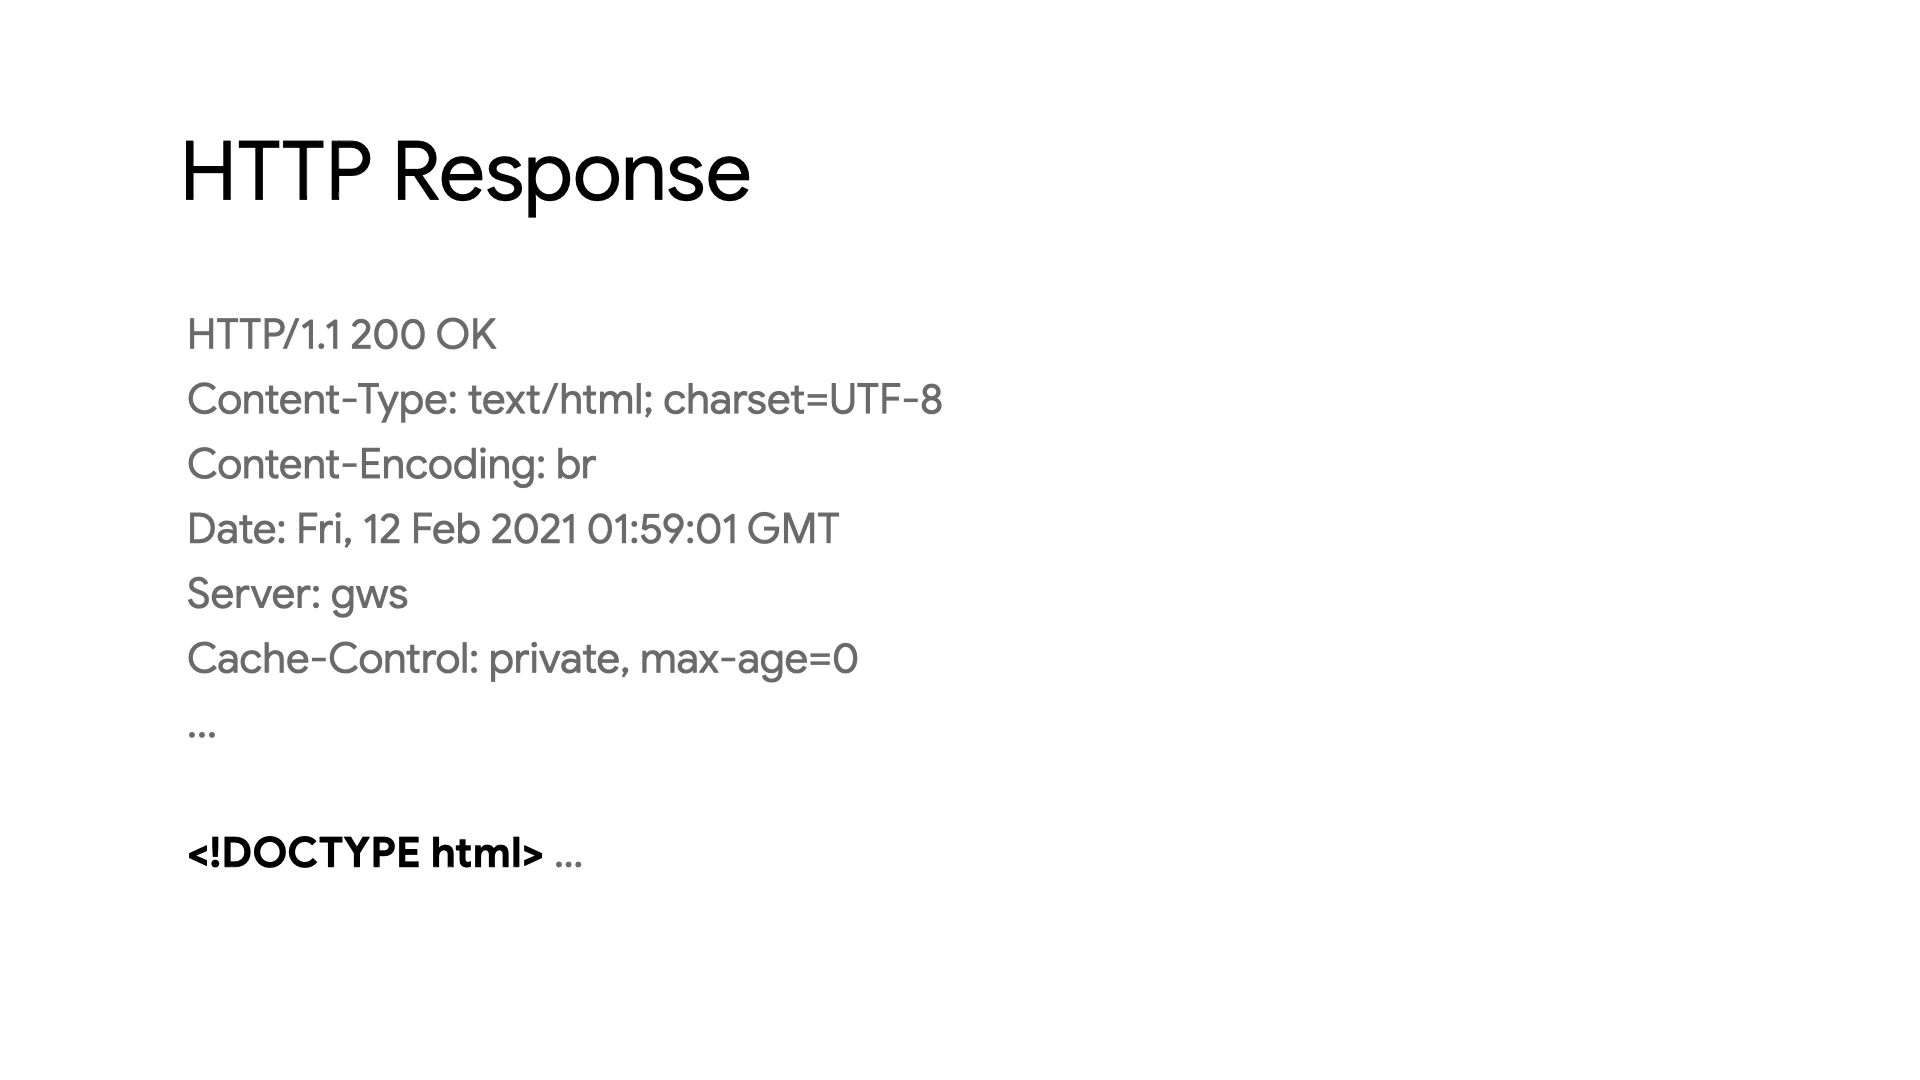 HTTP Response
HTTP/1.1 200 OK
Content-Type: text/html; charset=UTF-8
Content-Encoding: br
Date: Fri, 12 Feb 2021 01:59:01 GMT
Server: gws
Cache-Control: private, max-age=0
...
<!DOCTYPE html> ...